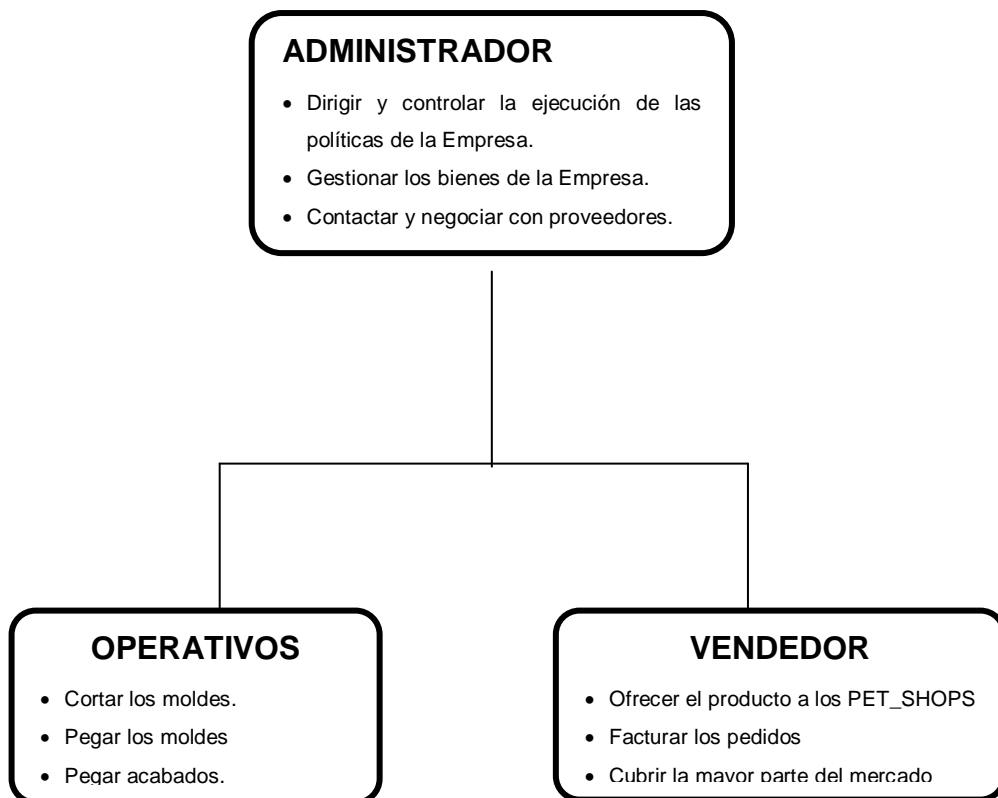 ADMINISTRADOR
• Dirigir y controlar la ejecución de las
políticas de la Empresa.
• Gestionar los bienes de la Empresa.
• Contactar y negociar con proveedores.
OPERATIVOS
• Cortar los moldes.
• Pegar los moldes
• Pegar acabados.
VENDEDOR
• Ofrecer el producto a los PET_SHOPS
• Facturar los pedidos
• Cubrir la mayor parte del mercado